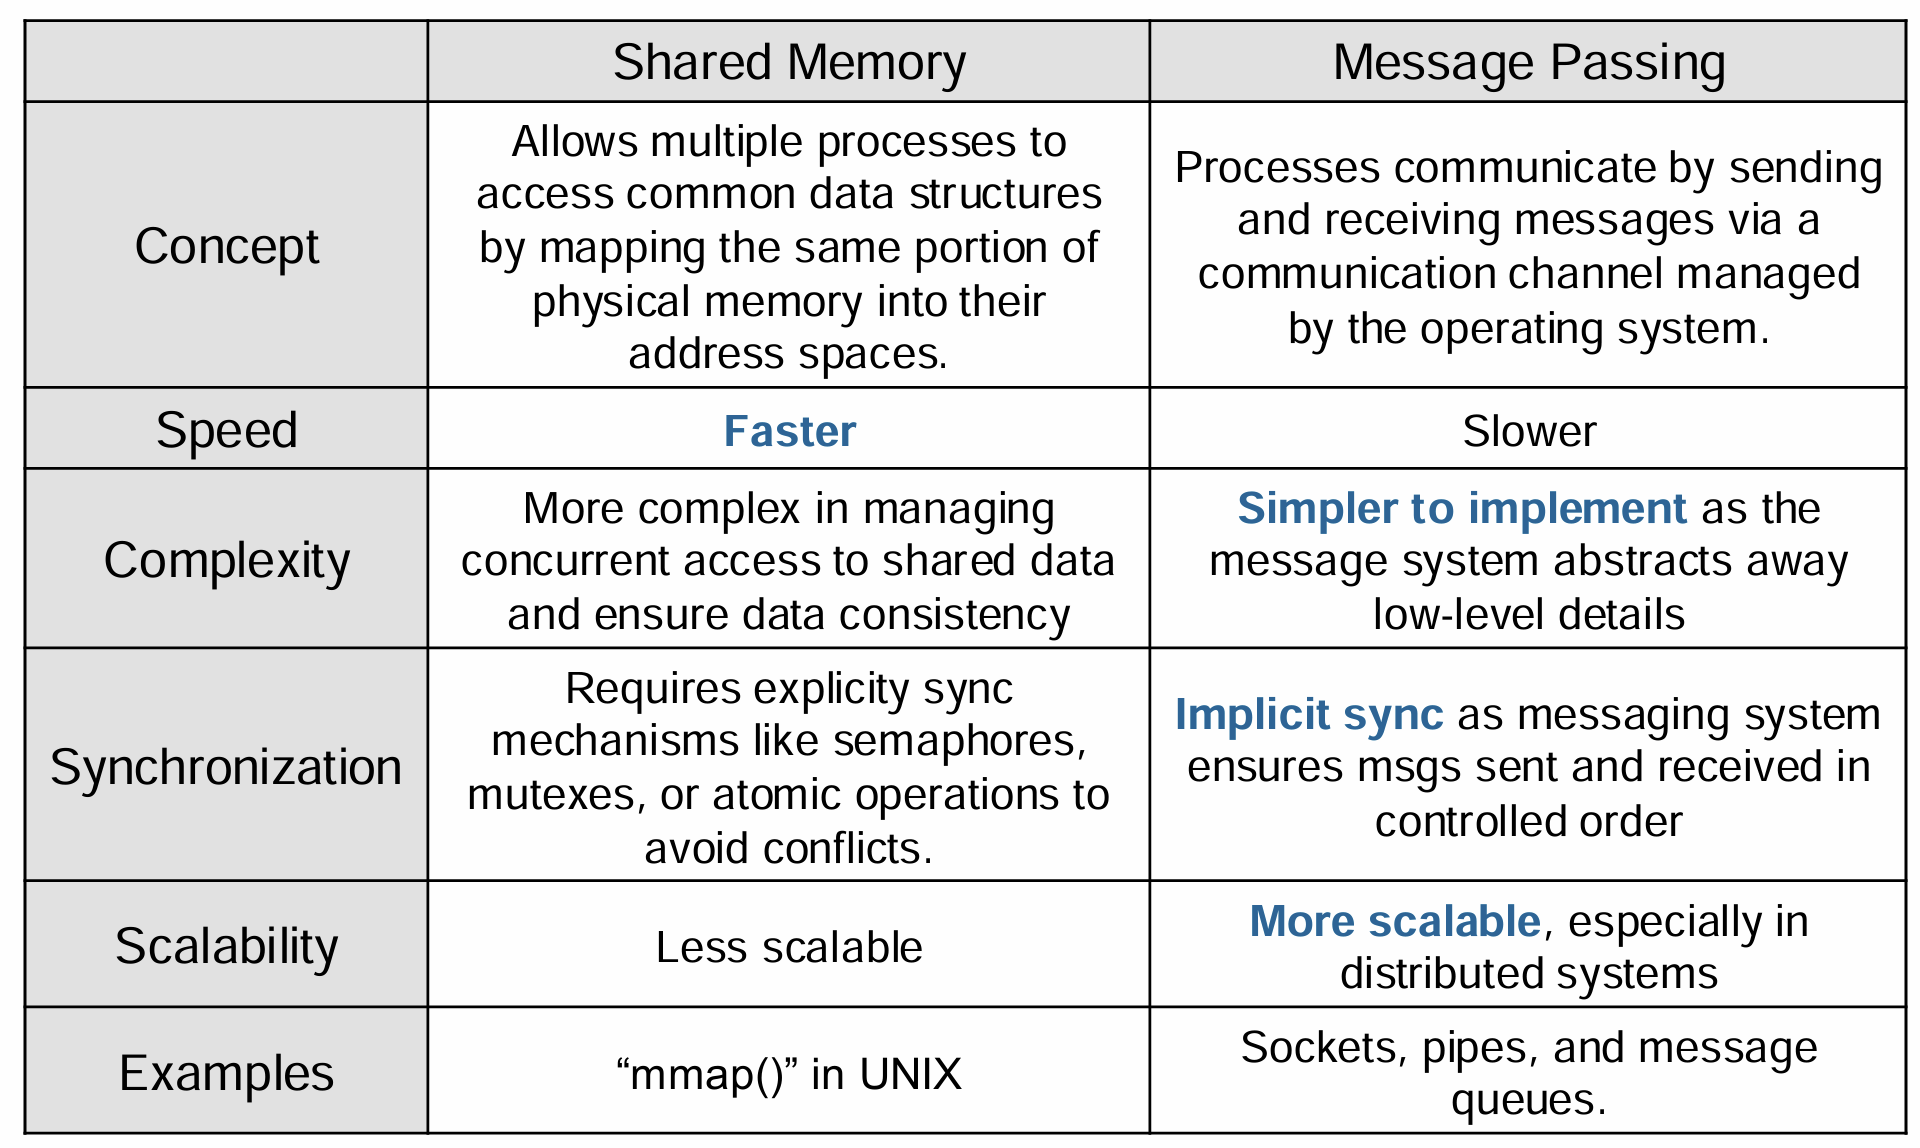 Shared Memory
Message Passing
Concept
Allows multiple processes to
access common data structures
by mapping the same portion of
physical memory into their
address spaces.
Processes communicate by sending
and receiving messages via a
communication channel managed
by the operating system.
Speed
Faster
Slower
Complexity
More complex in managing
concurrent access to shared data
and ensure data consistency
Simpler to implement as the
message system abstracts away
low-level details
Synchronization
Requires explicity sync
mechanisms like semaphores,
mutexes, or atomic operations to
avoid conflicts.
Implicit sync as messaging system
ensures msgs sent and received in
controlled order
Scalability
Less scalable
More scalable, especially in
distributed systems
Examples
“mmap()” in UNIX
Sockets, pipes, and message
queues.